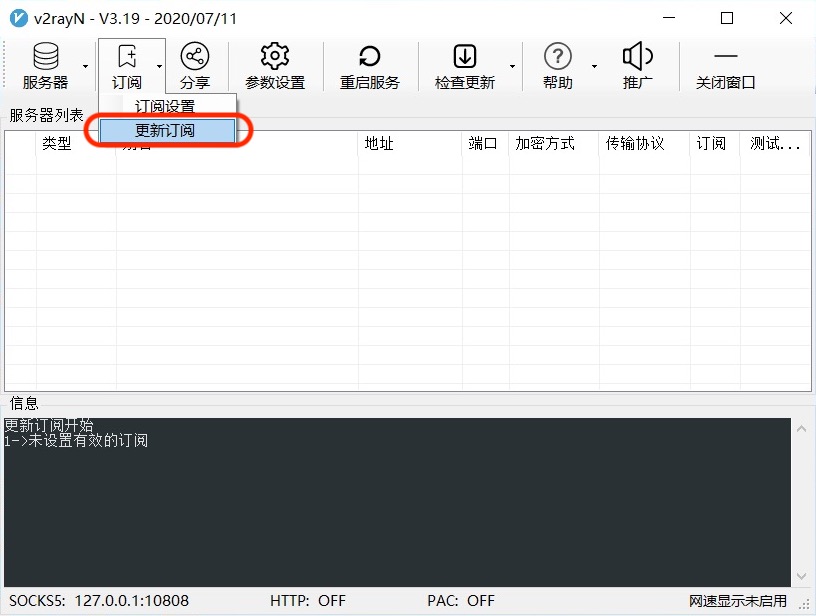 v2rayN - V3.19 - 2020/07/11
服务器 订阅 分享 参数设置 重启服务 检查更新 帮助 推广 关闭窗口
订阅设置
服务器列表
更新订阅
类型 别名 地址 端口 加密方式 传输协议 订阅 测试...
信息
更新订阅开始
1->未设置有效的订阅
SOCKS5: 127.0.0.1:10808 HTTP: OFF PAC: OFF 网速显示未启用